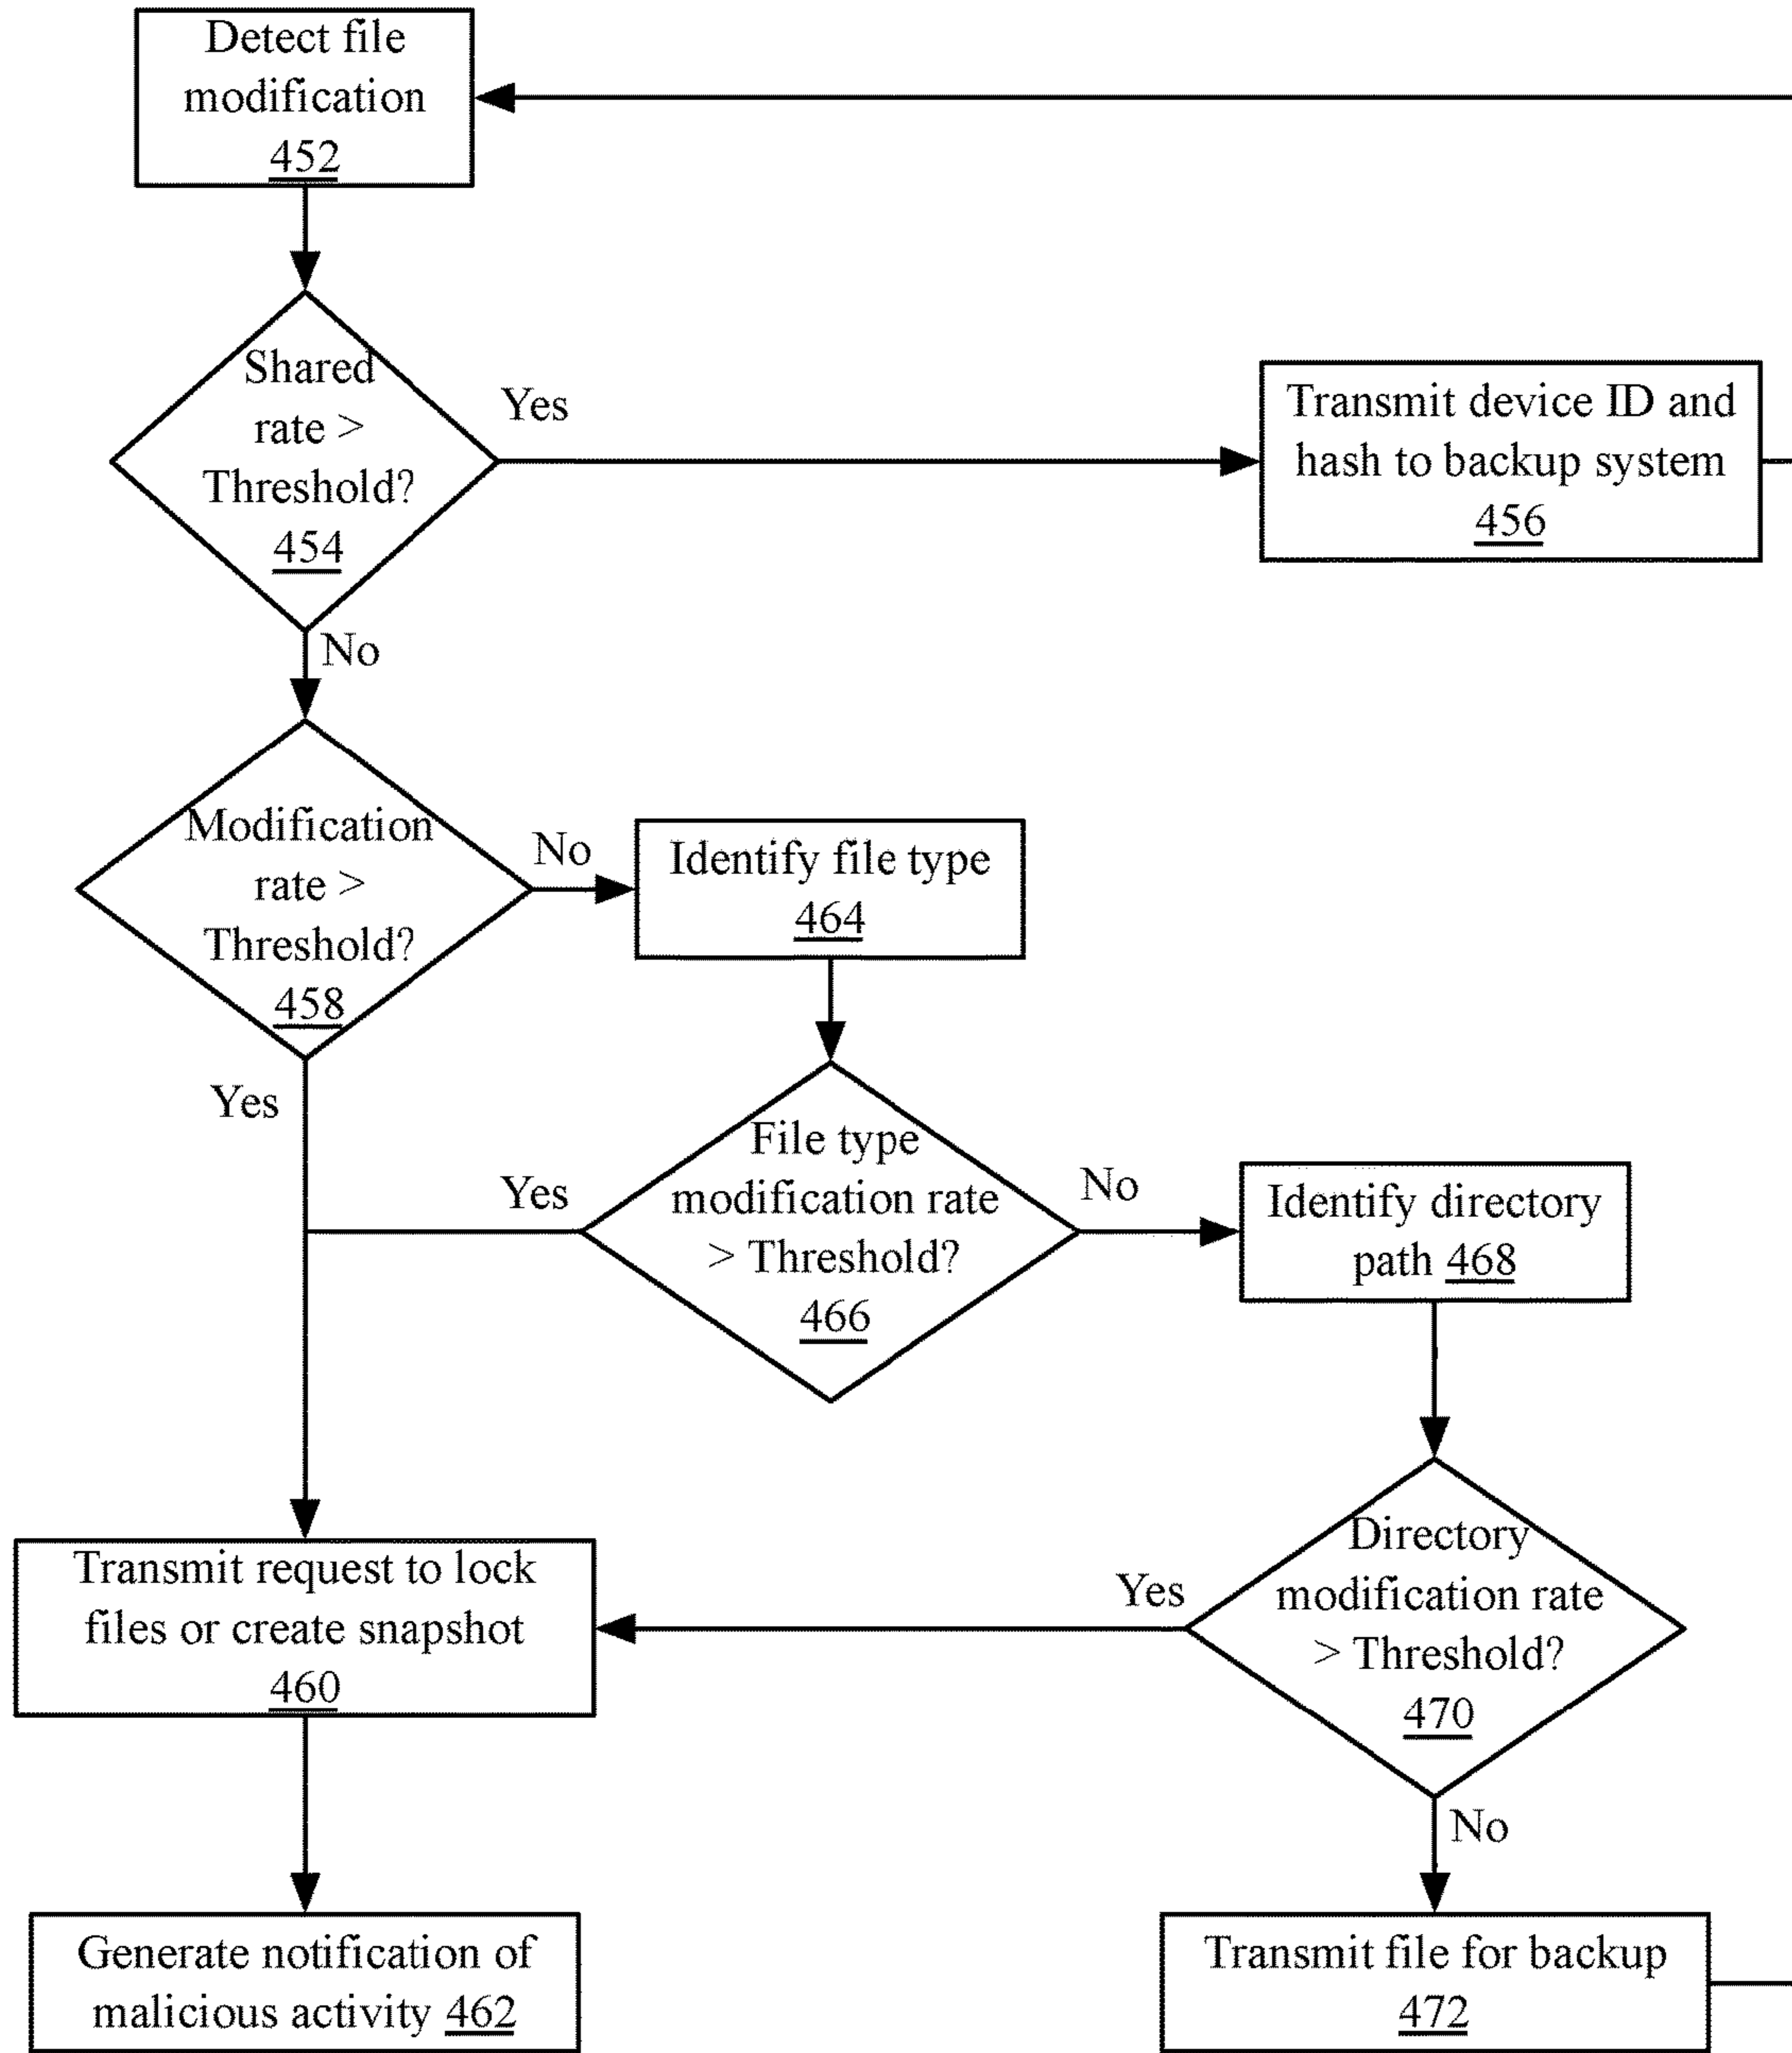 Detect file
modification
452
Shared
rate >
Threshold?
454
Yes
Transmit device ID and
hash to backup system
456
No
Modification
rate >
Threshold?
458
No
Identify file type
464
Yes
File type
modification rate
> Threshold?
466
Yes
No
Identify directory
path 468
Directory
modification rate
> Threshold?
470
Yes
Transmit request to lock
files or create snapshot
460
No
Generate notification of
malicious activity 462
Transmit file for backup
472